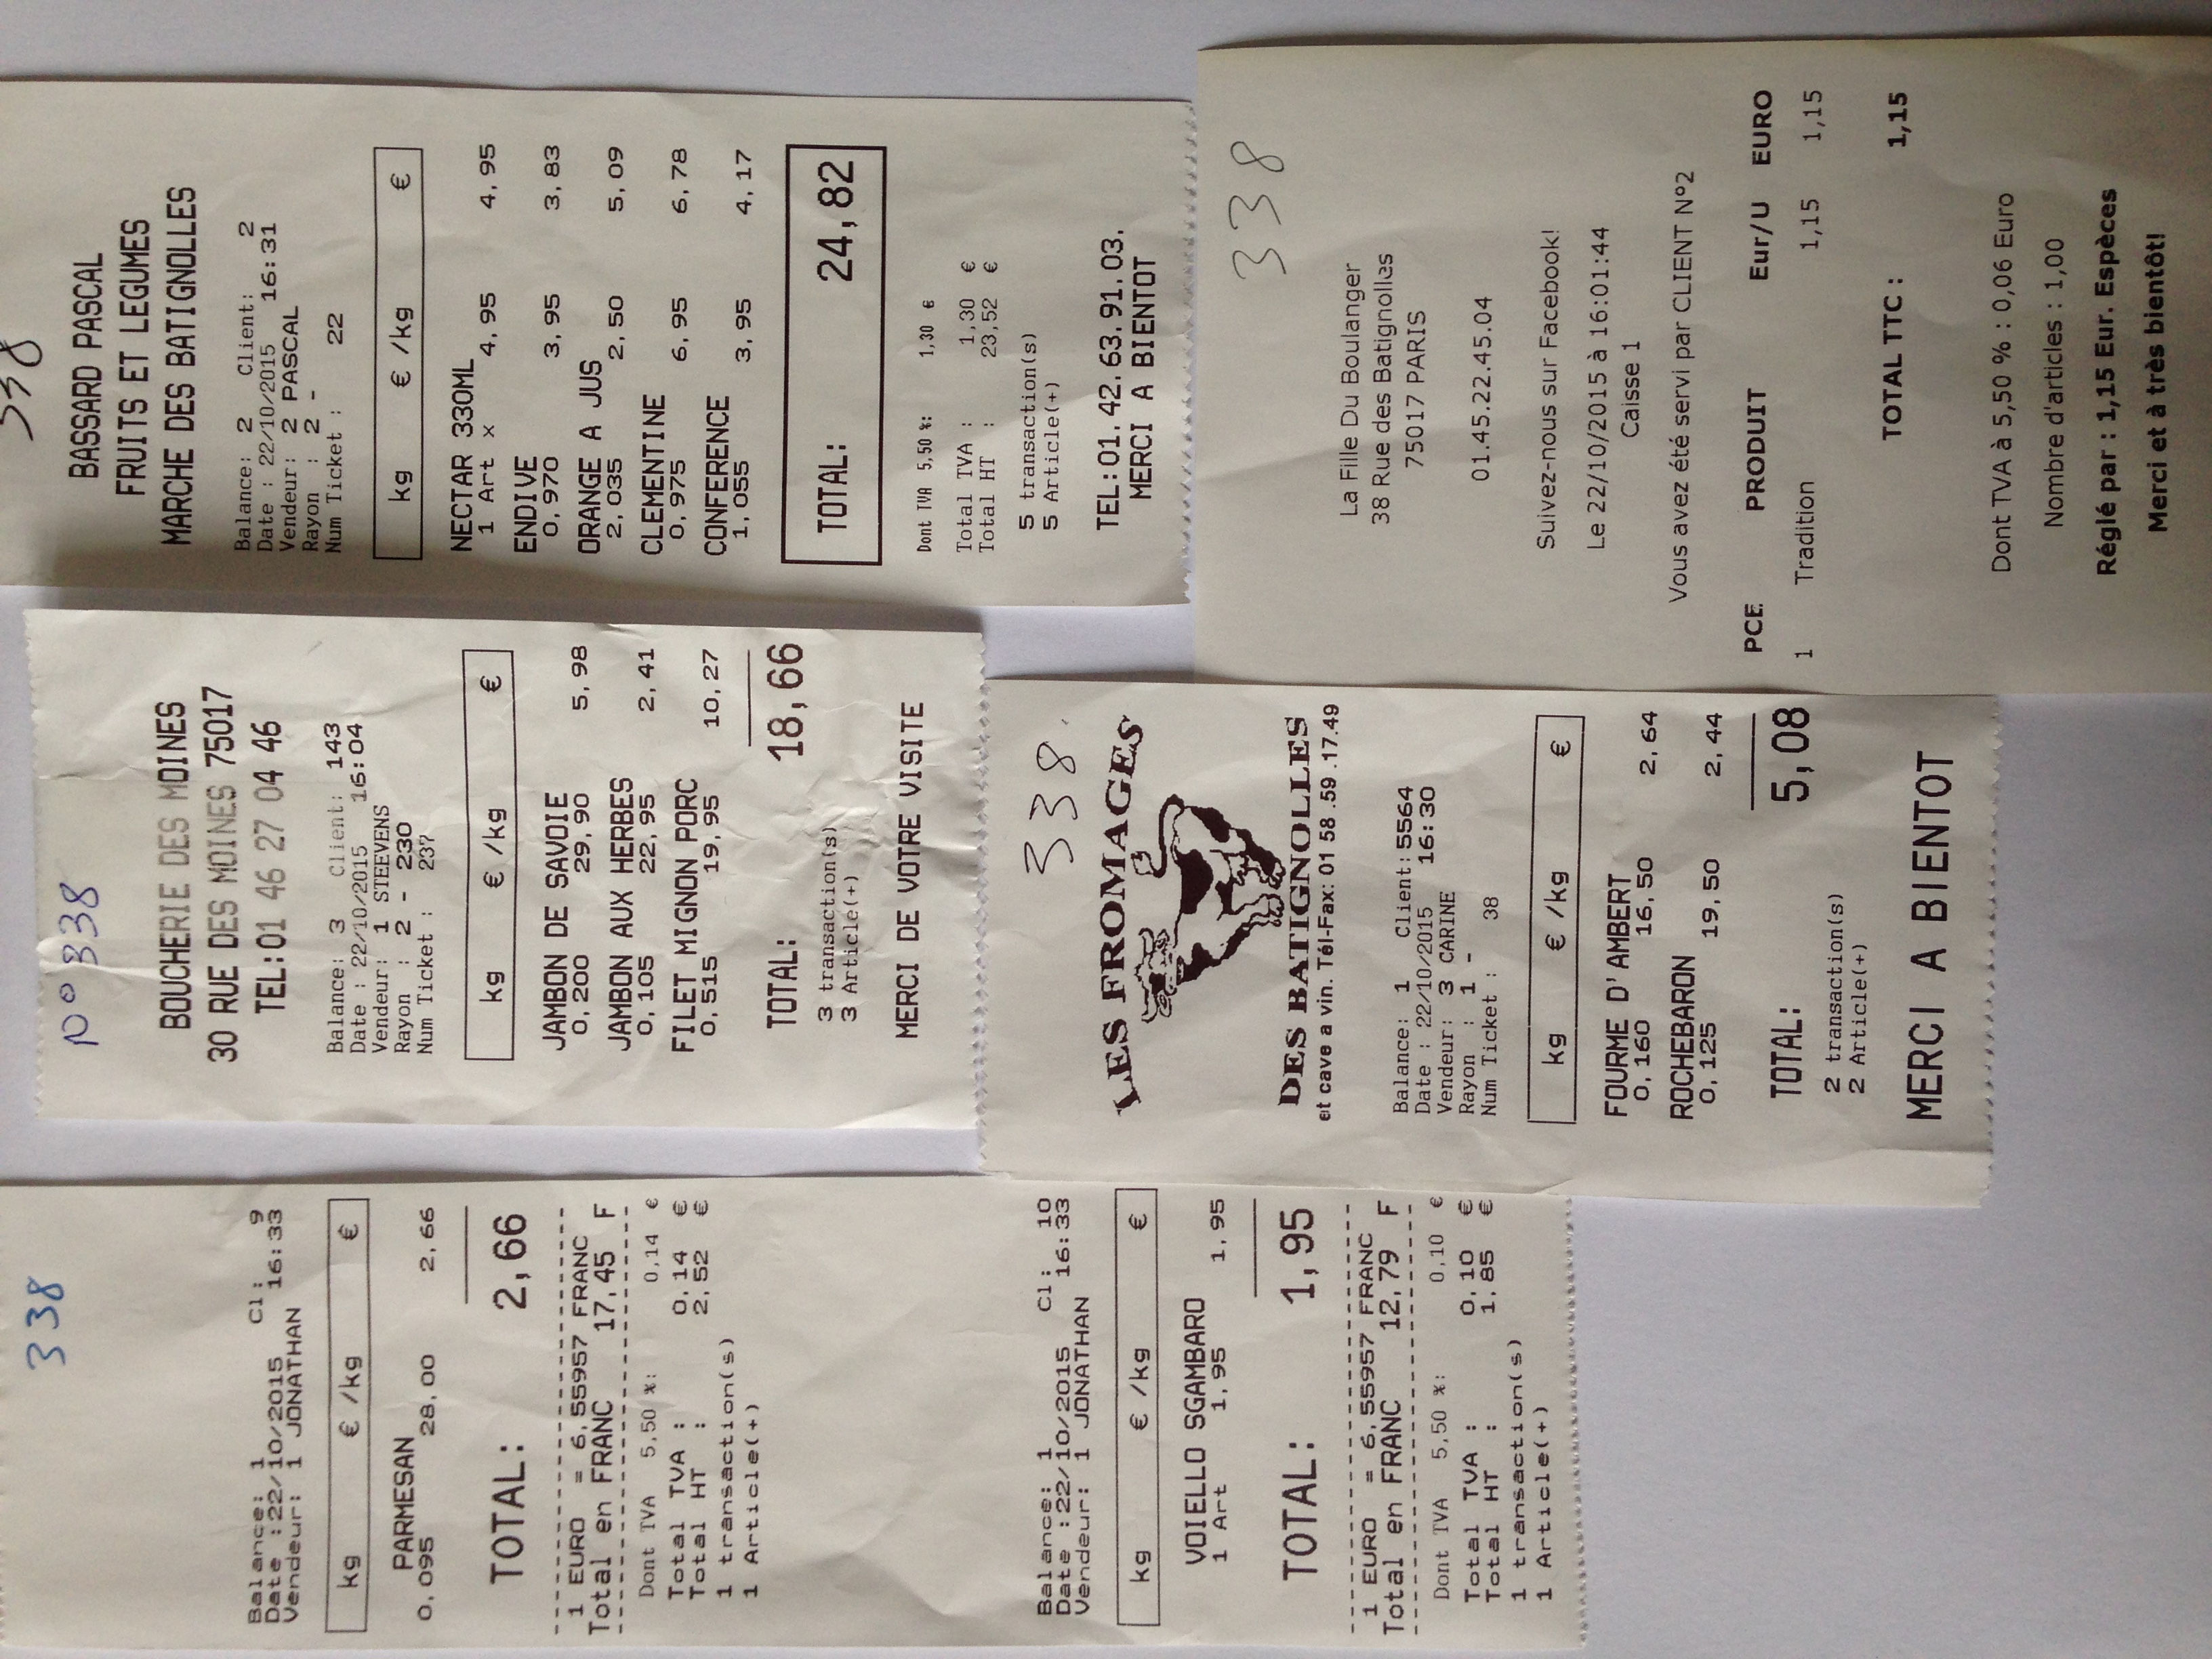 338
Balance: 1 Cl: 9
Date :22/10/2015 16:33
Vendeur: 1 JONATHAN
kg € /kg €
PARMESAN
0,095 28,00 2,66
TOTAL: 2,66
1 EURO = 6,55957 FRANC
Total en FRANC 17,45 F
Dont TVA 5,50 %: 0,14 €
Total TVA : 0,14 €
Total HT : 2,52 €
1 transaction(s)
1 Article(+)
Balance: 1 Cl: 10
Date :22/10/2015 16:33
Vendeur: 1 JONATHAN
kg € /kg €
VOIELLO SGAMBARO
1 Art 1,95 1,95
TOTAL: 1,95
1 EURO = 6,55957 FRANC
Total en FRANC 12,79 F
Dont TVA 5,50 %: 0,10 €
Total TVA : 0,10 €
Total HT : 1,85 €
1 transaction(s)
1 Article(+)
N° 338
BOUCHERIE DES MOINES
30 RUE DES MOINES 75017
TEL:01 46 27 04 46
Balance: 3 Client: 143
Date : 22/10/2015 16:04
Vendeur: 1 STEEVENS
Rayon : 2 - 230
Num Ticket : 237
kg € /kg €
JAMBON DE SAVOIE
0,200 29,90 5,98
JAMBON AUX HERBES
0,105 22,95 2,41
FILET MIGNON PORC
0,515 19,95 10,27
TOTAL: 18,66
3 transaction(s)
3 Article(+)
MERCI DE VOTRE VISITE
338
LES FROMAGES
DES BATIGNOLLES
et cave a vin. Tél-Fax: 01 58 .59 .17.49
Balance: 1 Client:5564
Date : 22/10/2015 16:30
Vendeur: 3 CARINE
Rayon : 1 -
Num Ticket : 38
kg € /kg €
FOURME D'AMBERT
0,160 16,50 2,64
ROCHEBARON
0,125 19,50 2,44
TOTAL: 5,08
2 transaction(s)
2 Article(+)
MERCI A BIENTOT
338
BASSARD PASCAL
FRUITS ET LEGUMES
MARCHE DES BATIGNOLLES
Balance: 2 Client: 2
Date : 22/10/2015 16:31
Vendeur: 2 PASCAL
Rayon : 2 -
Num Ticket : 22
kg € /kg €
NECTAR 330ML
1 Art x 4,95 4,95
ENDIVE
0,970 3,95 3,83
ORANGE A JUS
2,035 2,50 5,09
CLEMENTINE
0,975 6,95 6,78
CONFERENCE
1,055 3,95 4,17
TOTAL: 24,82
Dont TVA 5,50 %: 1,30 €
Total TVA : 1,30 €
Total HT : 23,52 €
5 transaction(s)
5 Article(+)
TEL:01.42.63.91.03.
MERCI A BIENTOT
338
La Fille Du Boulanger
38 Rue des Batignolles
75017 PARIS
01.45.22.45.04
Suivez-nous sur Facebook!
Le 22/10/2015 à 16:01:44
Caisse 1
Vous avez été servi par CLIENT N°2
PCE PRODUIT Eur/U EURO
1 Tradition 1,15 1,15
TOTAL TTC : 1,15
Dont TVA à 5,50 % : 0,06 Euro
Nombre d'articles : 1,00
Réglé par : 1,15 Eur. Espèces
Merci et à très bientôt!